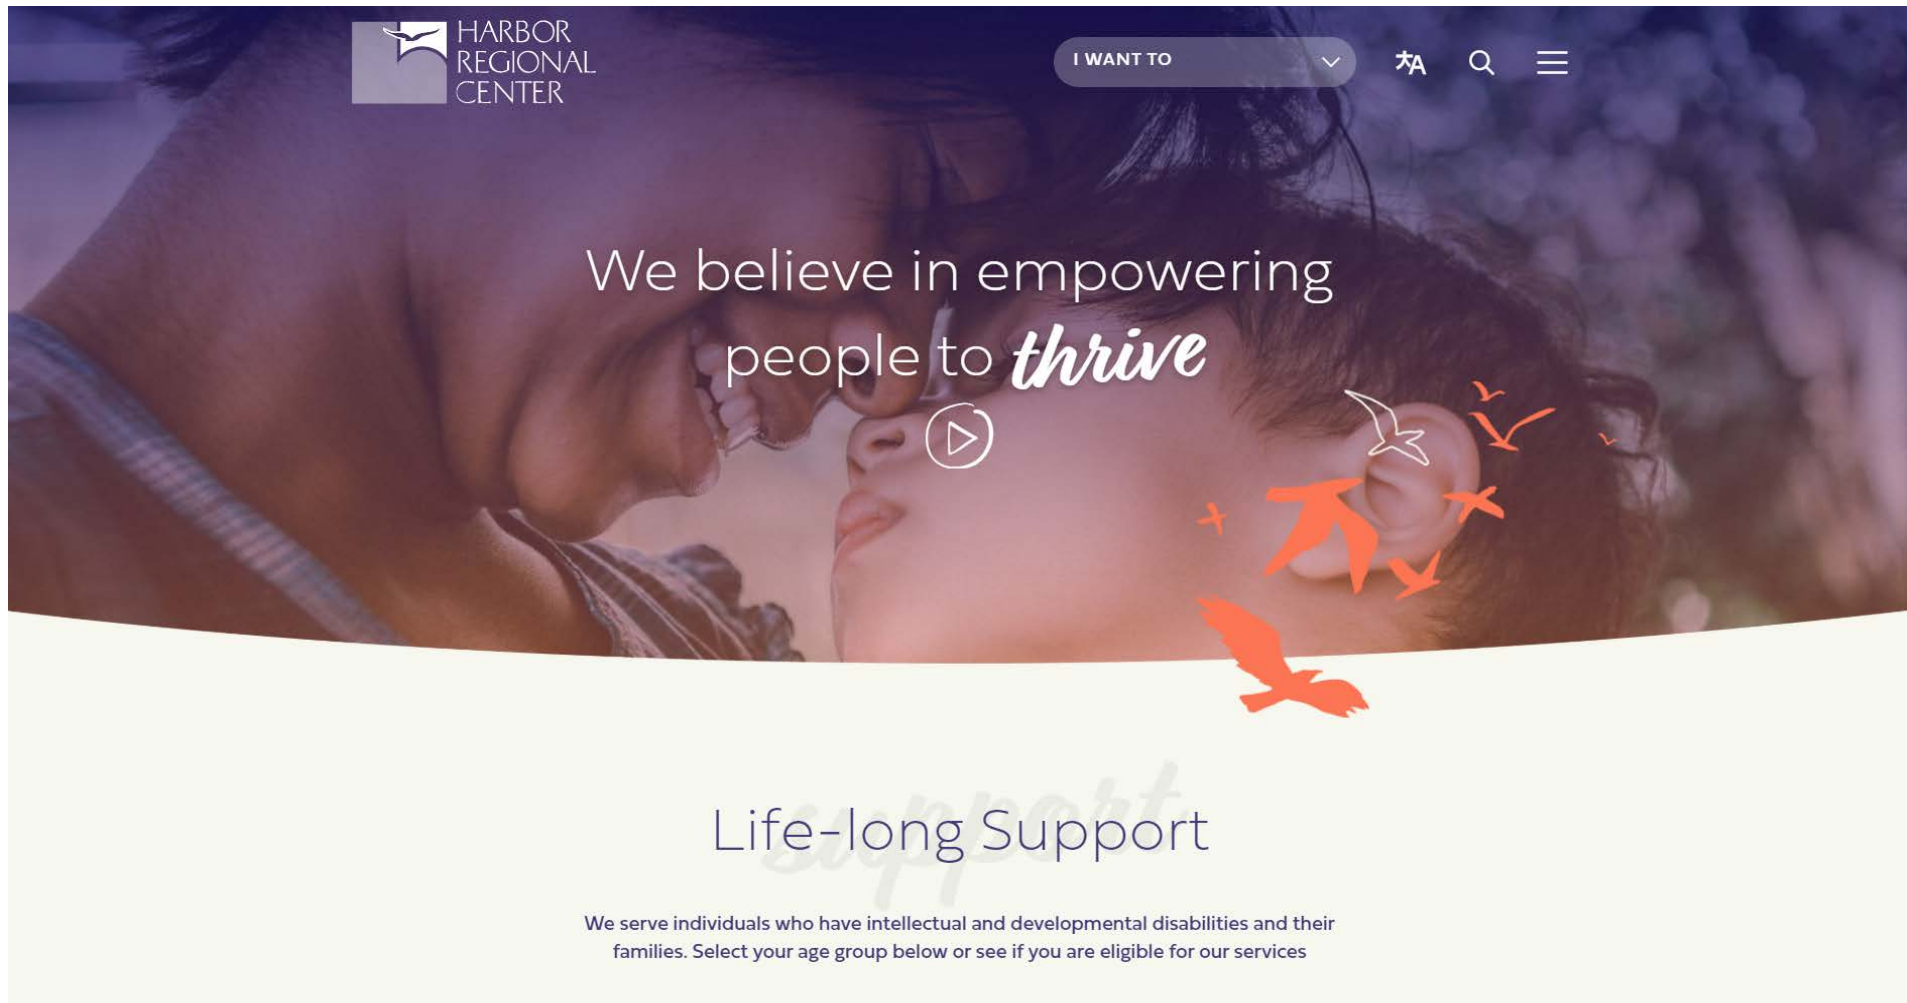 HARBOR
REGIONAL
CENTER
I WANT TO
We believe in empowering
people to thrive
support
Life-long Support
We serve individuals who have intellectual and developmental disabilities and their
families. Select your age group below or see if you are eligible for our services